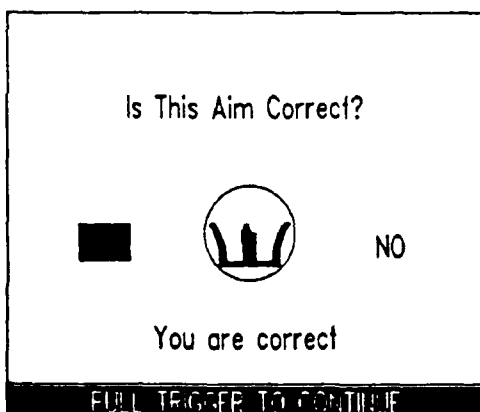 Is This Aim Correct?
NO
You are correct
PULL TRIGGER TO CONTINUE